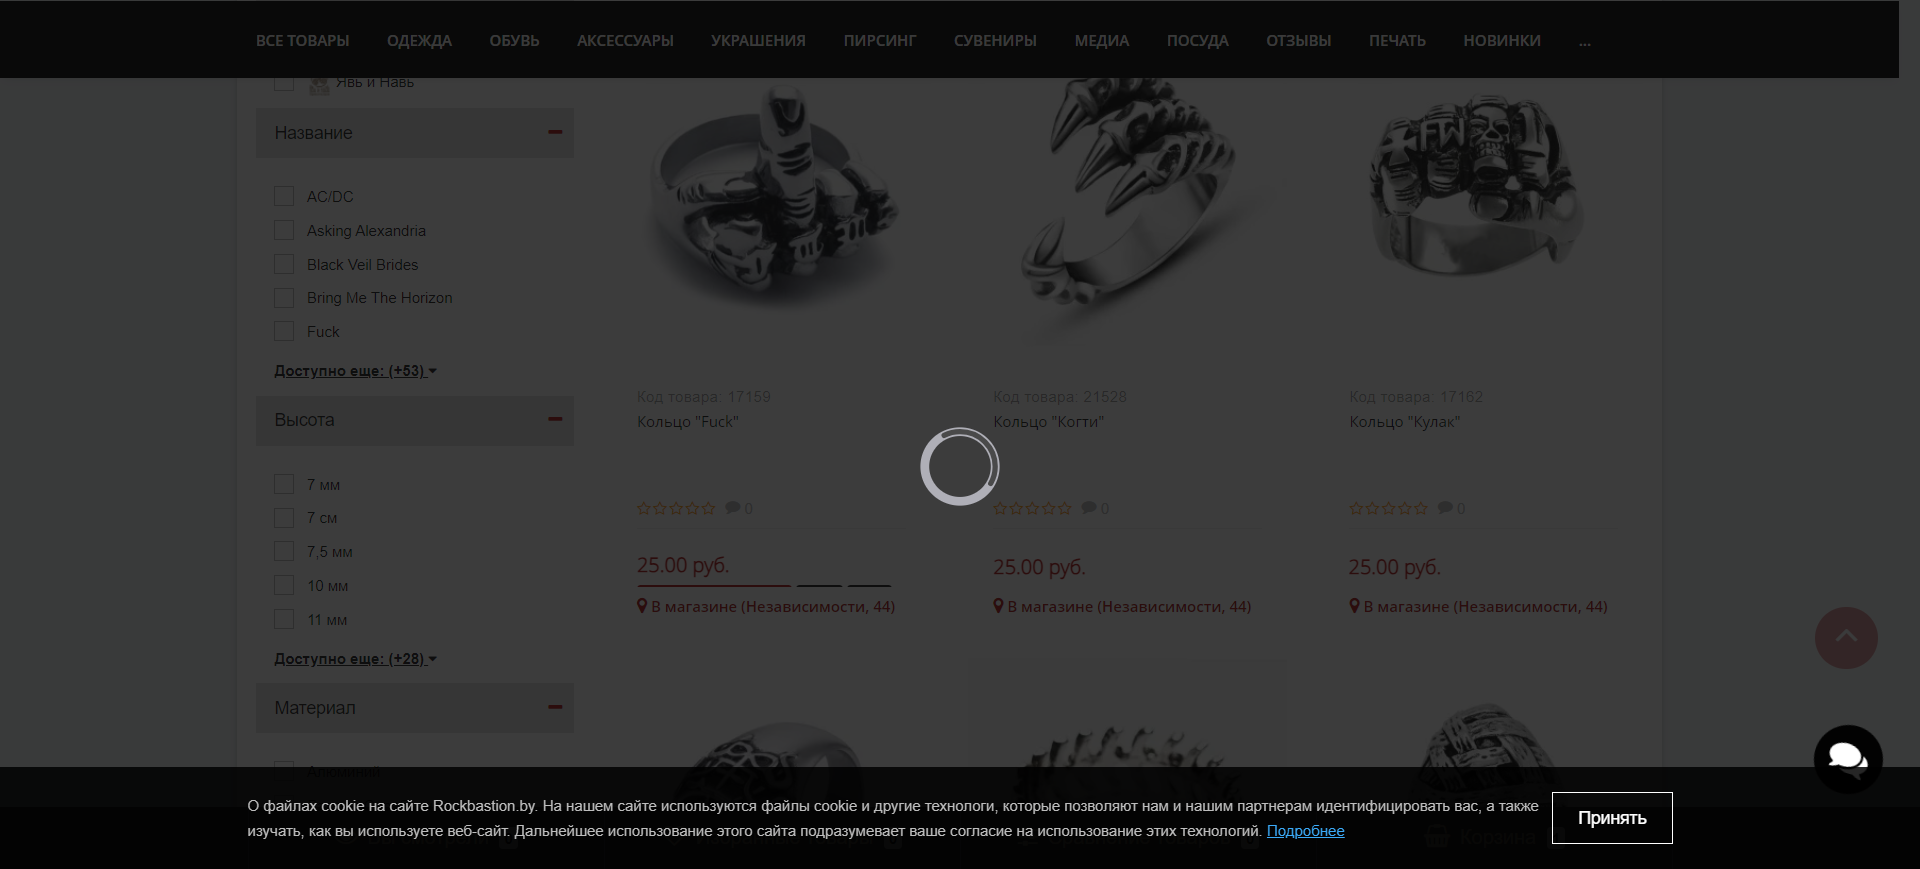 ВСЕ ТОВАРЫ ОДЕЖДА ОБУВЬ АКСЕССУАРЫ УКРАШЕНИЯ ПИРСИНГ СУВЕНИРЫ МЕДИА ПОСУДА ОТЗЫВЫ ПЕЧАТЬ НОВИНКИ ...
Явь и Навь
Название
AC/DC
Asking Alexandria
Black Veil Brides
Bring Me The Horizon
Fuck
Доступно еще: (+53)
Высота
7 мм
7 см
7,5 мм
10 мм
11 мм
Доступно еще: (+28)
Материал
Алюминий
FW
Код товара: 17159
Кольцо "Fuck"
0
25.00 руб.
В магазине (Независимости, 44)
Код товара: 21528
Кольцо "Когти"
0
25.00 руб.
В магазине (Независимости, 44)
Код товара: 17162
Кольцо "Кулак"
0
25.00 руб.
В магазине (Независимости, 44)
О файлах cookie на сайте Rockbastion.by. На нашем сайте используются файлы cookie и другие технологи, которые позволяют нам и нашим партнерам идентифицировать вас, а также
изучать, как вы используете веб-сайт. Дальнейшее использование этого сайта подразумевает ваше согласие на использование этих технологий. Подробнее
Принять
Корзина